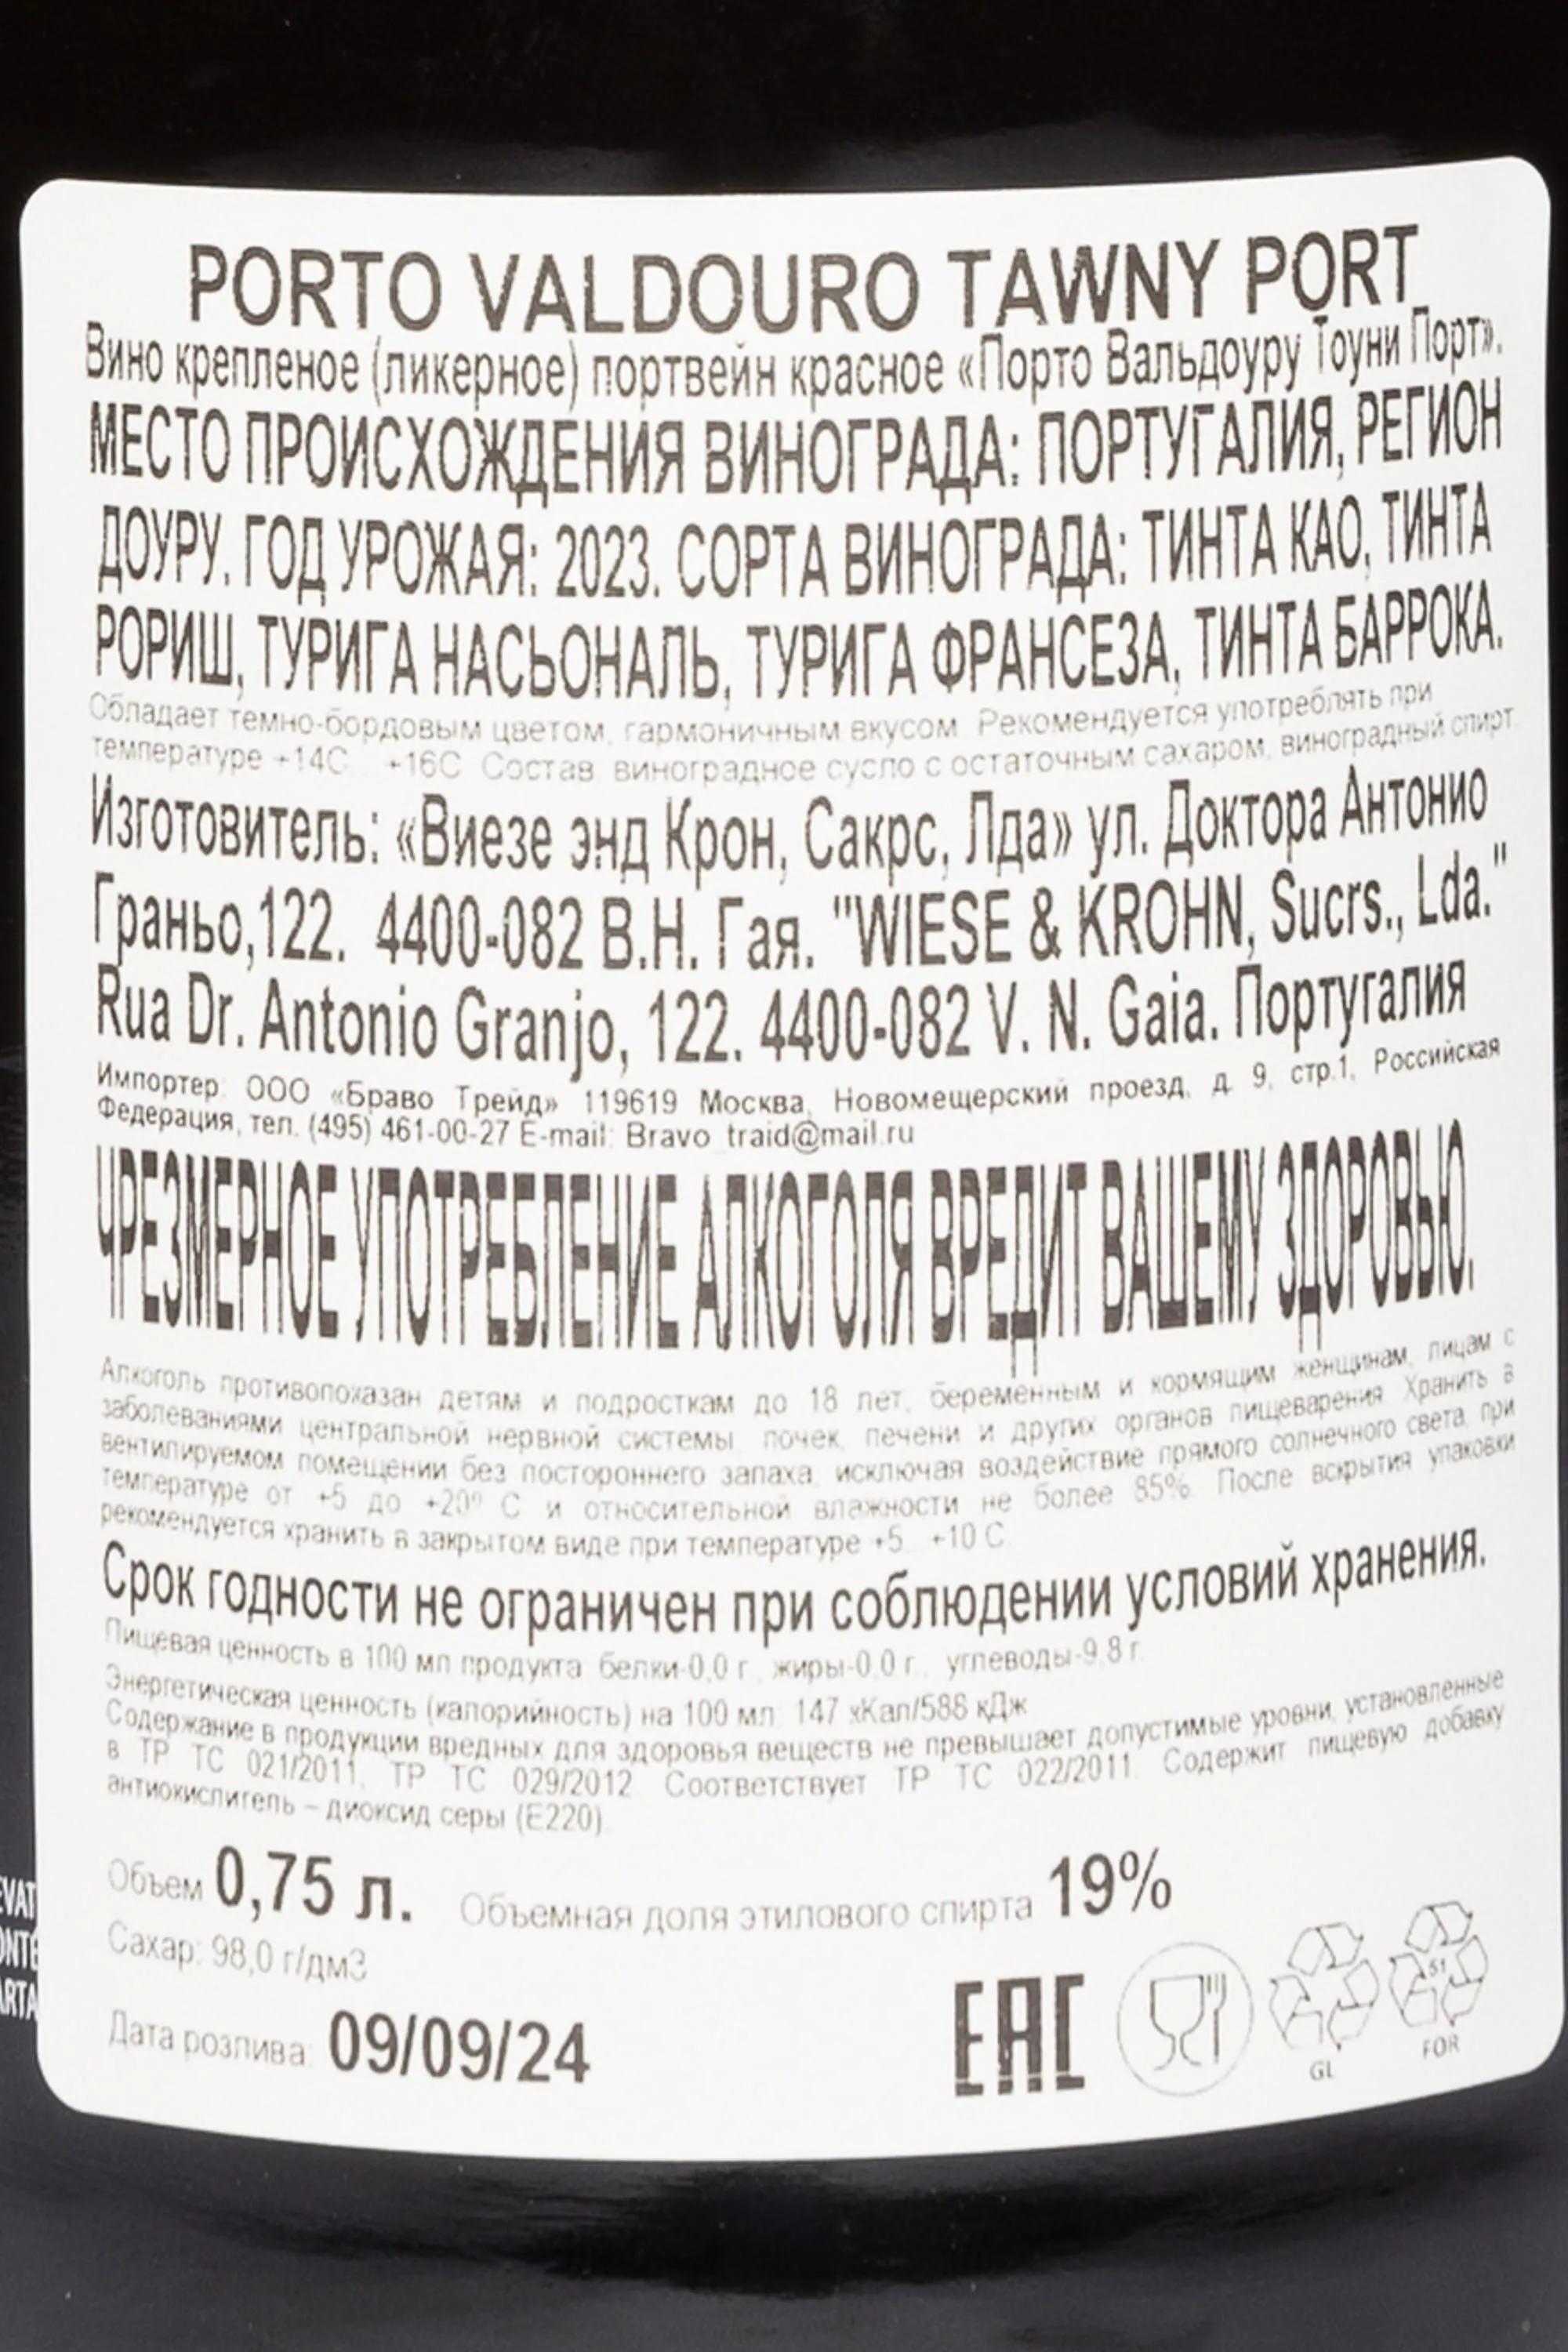 PORTO VALDOURO TAWNY PORT
Вино крепленое (ликерное) портвейн красное «Порто Вальдоуру Тоуни Порт».
МЕСТО ПРОИСХОЖДЕНИЯ ВИНОГРАДА: ПОРТУГАЛИЯ, РЕГИОН
ДОУРУ. ГОД УРОЖАЯ: 2023. СОРТА ВИНОГРАДА: ТИНТА КАО, ТИНТА
РОРИШ, ТУРИГА НАСЬОНАЛЬ, ТУРИГА ФРАНСЕЗА, ТИНТА БАРРОКА.
Обладает темно-бордовым цветом, гармоничным вкусом. Рекомендуется употреблять при
температуре +14С +16С Состав: виноградное сусло с остаточным сахаром, виноградный спирт
Изготовитель: «Виезе энд Крон, Сакрс, Лда» ул. Доктора Антонио
Граньо,122. 4400-082 В.Н. Гая. "WIESE & KROHN, Sucrs., Lda."
Rua Dr. Antonio Granjo, 122. 4400-082 V. N. Gaia. Португалия
Импортер: ООО «Браво Трейд» 119619 Москва, Новомещерский проезд, д. 9, стр.1, Российская
Федерация, тел. (495) 461-00-27 E-mail: Bravo_traid@mail.ru
ЧРЕЗМЕРНОЕ УПОТРЕБЛЕНИЕ АЛКОГОЛЯ ВРЕДИТ ВАШЕМУ ЗДОРОВЬЮ.
Алкоголь противопоказан детям и подросткам до 18 лет, беременным и кормящим женщинам, лицам с
заболеваниями центральной нервной системы, почек, печени и других органов пищеварения. Хранить в
вентилируемом помещении без постороннего запаха, исключая воздействие прямого солнечного света, при
температуре от +5 до +20º С и относительной влажности не более 85%. После вскрытия упаковки
рекомендуется хранить в закрытом виде при температуре +5 +10 С
Срок годности не ограничен при соблюдении условий хранения.
Пищевая ценность в 100 мл продукта: белки-0,0 г., жиры-0,0 г., углеводы-9,8 г.
Энергетическая ценность (калорийность) на 100 мл: 147 кКал/588 кДж
Содержание в продукции вредных для здоровья веществ не превышает допустимые уровни, установленные
в ТР ТС 021/2011, ТР ТС 029/2012 Соответствует ТР ТС 022/2011. Содержит пищевую добавку
антиокислитель – диоксид серы (Е220)
Объем 0,75 л. Объемная доля этилового спирта 19%
Сахар: 98,0 г/дм3
Дата розлива: 09/09/24
EAC
GL
51
FOR